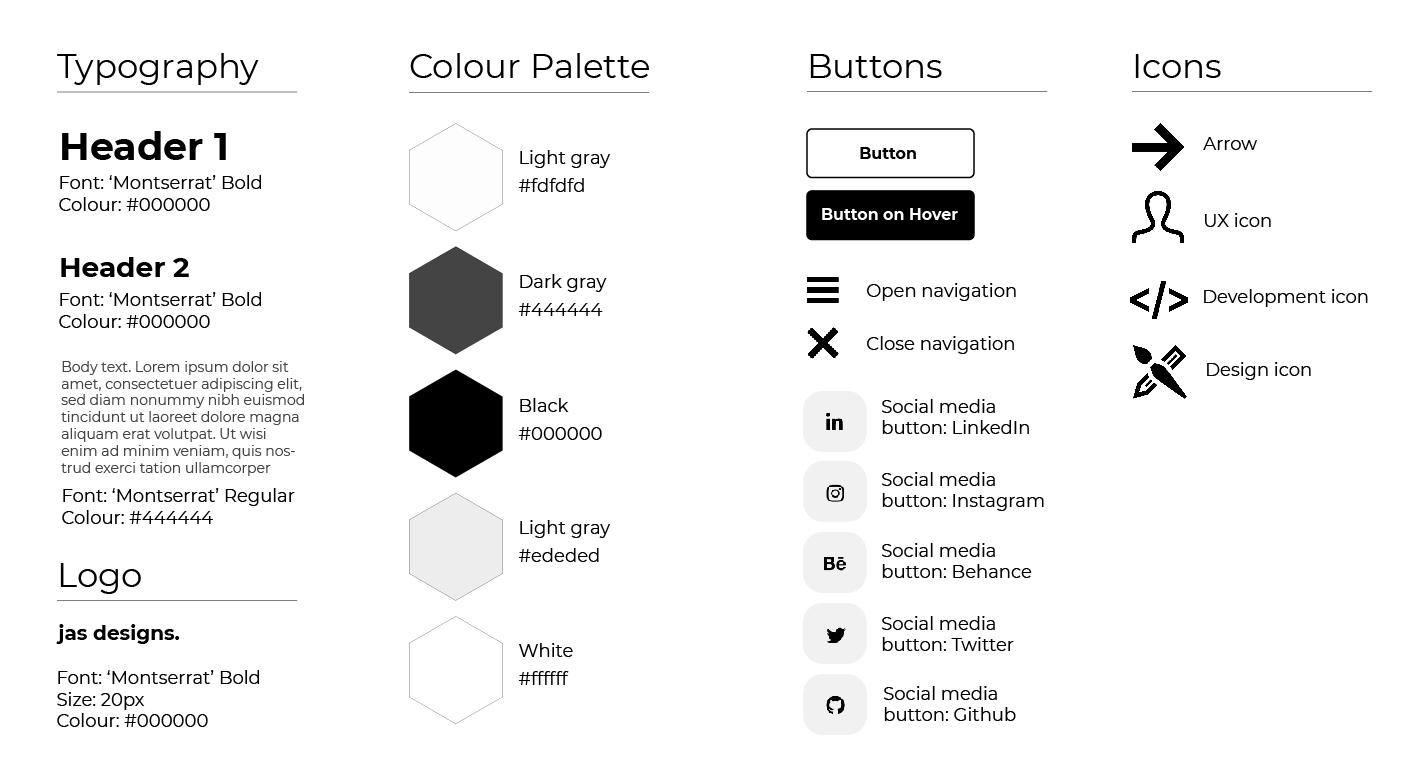 Typography
Header 1
Font: ‘Montserrat’ Bold
Colour: #000000
Header 2
Font: ‘Montserrat’ Bold
Colour: #000000
Body text. Lorem ipsum dolor sit
amet, consectetuer adipiscing elit,
sed diam nonummy nibh euismod
tincidunt ut laoreet dolore magna
aliquam erat volutpat. Ut wisi
enim ad minim veniam, quis nos-
trud exerci tation ullamcorper
Font: ‘Montserrat’ Regular
Colour: #444444
Logo
jas designs.
Font: ‘Montserrat’ Bold
Size: 20px
Colour: #000000
Colour Palette
Light gray
#fdfdfd
Dark gray
#444444
Black
#000000
Light gray
#ededed
White
#ffffff
Buttons
Button
Button on Hover
Open navigation
Close navigation
in
Social media
button: LinkedIn
Social media
button: Instagram
Bē
Social media
button: Behance
Social media
button: Twitter
Social media
button: Github
Icons
Arrow
UX icon
</>
Development icon
Design icon